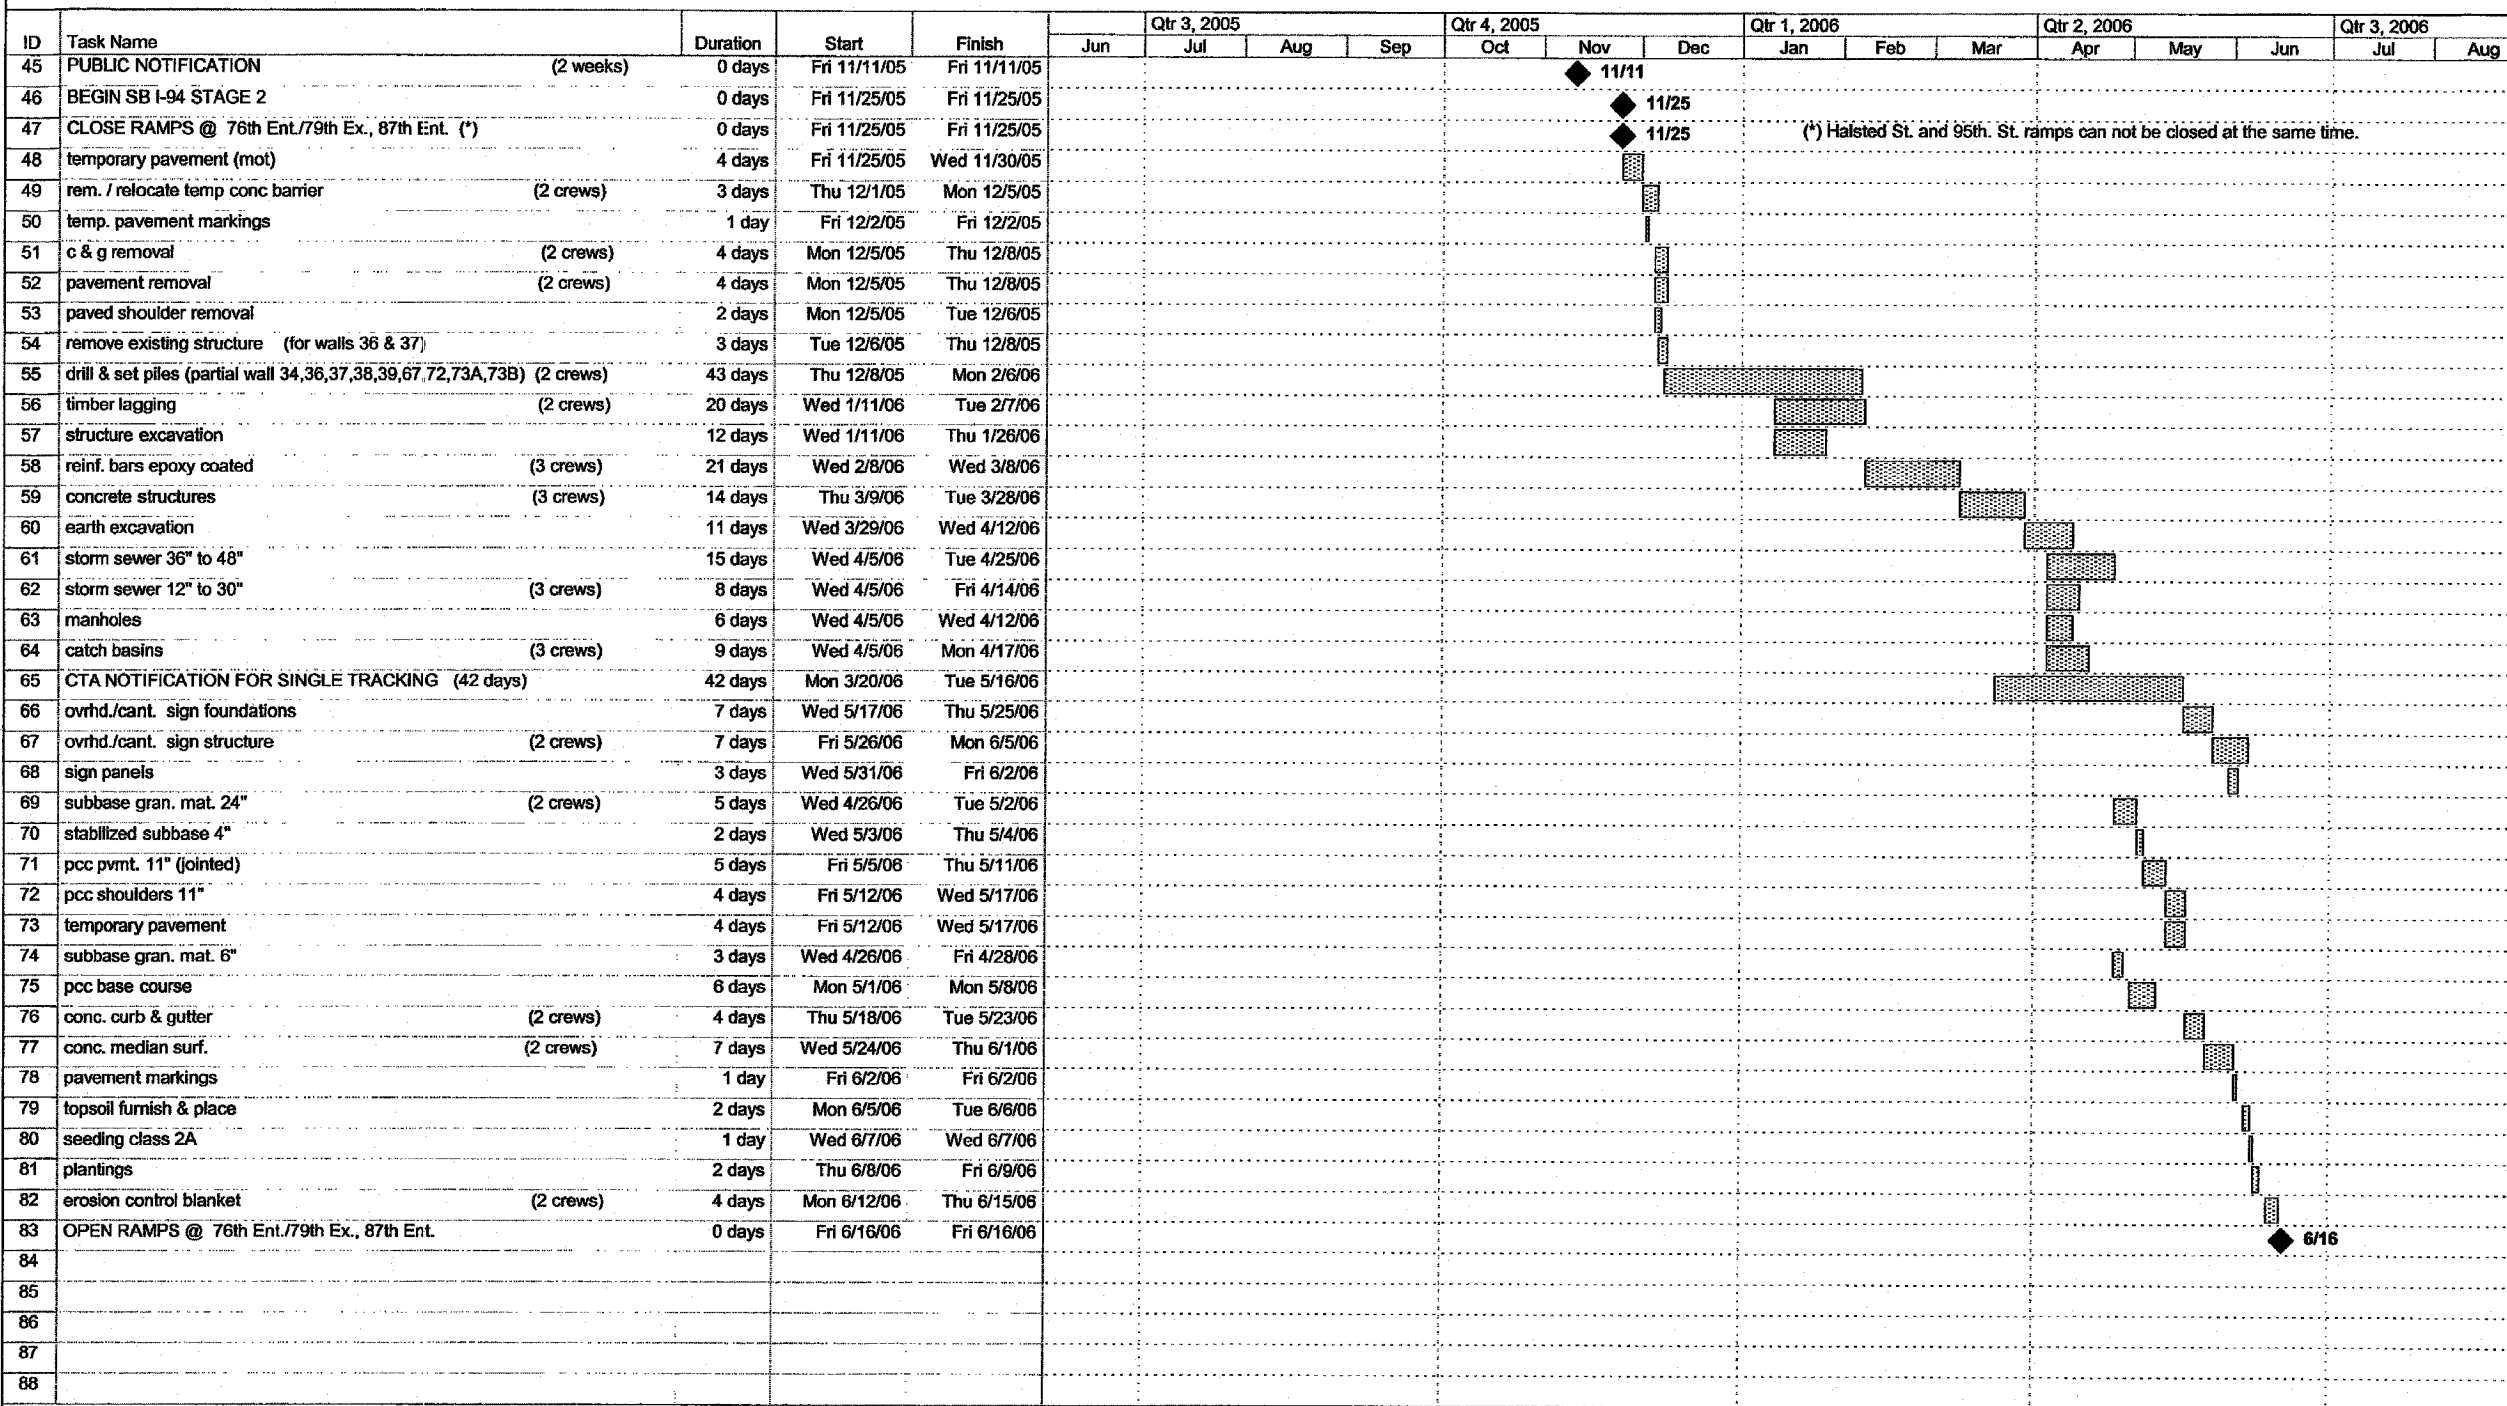 Qtr 3, 2005 Qtr 4, 2005 Qtr 1, 2006 Qtr 2, 2006 Qtr 3, 2006
ID Task Name Duration Start Finish Jun Jul Aug Sep Oct Nov Dec Jan Feb Mar Apr May Jun Jul Aug
45 PUBLIC NOTIFICATION (2 weeks) 0 days Fri 11/11/05 Fri 11/11/05 11/11
46 BEGIN SB I-94 STAGE 2 0 days Fri 11/25/05 Fri 11/25/05 11/25
47 CLOSE RAMPS @ 76th Ent./79th Ex., 87th Ent. (*) 0 days Fri 11/25/05 Fri 11/25/05 11/25 (*) Halsted St. and 95th. St. ramps can not be closed at the same time.
48 temporary pavement (mot) 4 days Fri 11/25/05 Wed 11/30/05
49 rem. / relocate temp conc barrier (2 crews) 3 days Thu 12/1/05 Mon 12/5/05
50 temp. pavement markings 1 day Fri 12/2/05 Fri 12/2/05
51 c & g removal (2 crews) 4 days Mon 12/5/05 Thu 12/8/05
52 pavement removal (2 crews) 4 days Mon 12/5/05 Thu 12/8/05
53 paved shoulder removal 2 days Mon 12/5/05 Tue 12/6/05
54 remove existing structure (for walls 36 & 37) 3 days Tue 12/6/05 Thu 12/8/05
55 drill & set piles (partial wall 34,36,37,38,39,67,72,73A,73B) (2 crews) 43 days Thu 12/8/05 Mon 2/6/06
56 timber lagging (2 crews) 20 days Wed 1/11/06 Tue 2/7/06
57 structure excavation 12 days Wed 1/11/06 Thu 1/26/06
58 reinf. bars epoxy coated (3 crews) 21 days Wed 2/8/06 Wed 3/8/06
59 concrete structures (3 crews) 14 days Thu 3/9/06 Tue 3/28/06
60 earth excavation 11 days Wed 3/29/06 Wed 4/12/06
61 storm sewer 36" to 48" 15 days Wed 4/5/06 Tue 4/25/06
62 storm sewer 12" to 30" (3 crews) 8 days Wed 4/5/06 Fri 4/14/06
63 manholes 6 days Wed 4/5/06 Wed 4/12/06
64 catch basins (3 crews) 9 days Wed 4/5/06 Mon 4/17/06
65 CTA NOTIFICATION FOR SINGLE TRACKING (42 days) 42 days Mon 3/20/06 Tue 5/16/06
66 ovrhd./cant. sign foundations 7 days Wed 5/17/06 Thu 5/25/06
67 ovrhd./cant. sign structure (2 crews) 7 days Fri 5/26/06 Mon 6/5/06
68 sign panels 3 days Wed 5/31/06 Fri 6/2/06
69 subbase gran. mat. 24" (2 crews) 5 days Wed 4/26/06 Tue 5/2/06
70 stabilized subbase 4" 2 days Wed 5/3/06 Thu 5/4/06
71 pcc pvmt. 11" (jointed) 5 days Fri 5/5/06 Thu 5/11/06
72 pcc shoulders 11" 4 days Fri 5/12/06 Wed 5/17/06
73 temporary pavement 4 days Fri 5/12/06 Wed 5/17/06
74 subbase gran. mat. 6" 3 days Wed 4/26/06 Fri 4/28/06
75 pcc base course 6 days Mon 5/1/06 Mon 5/8/06
76 conc. curb & gutter (2 crews) 4 days Thu 5/18/06 Tue 5/23/06
77 conc. median surf. (2 crews) 7 days Wed 5/24/06 Thu 6/1/06
78 pavement markings 1 day Fri 6/2/06 Fri 6/2/06
79 topsoil furnish & place 2 days Mon 6/5/06 Tue 6/6/06
80 seeding class 2A 1 day Wed 6/7/06 Wed 6/7/06
81 plantings 2 days Thu 6/8/06 Fri 6/9/06
82 erosion control blanket (2 crews) 4 days Mon 6/12/06 Thu 6/15/06
83 OPEN RAMPS @ 76th Ent./79th Ex., 87th Ent. 0 days Fri 6/16/06 Fri 6/16/06 6/16
84
85
86
87
88